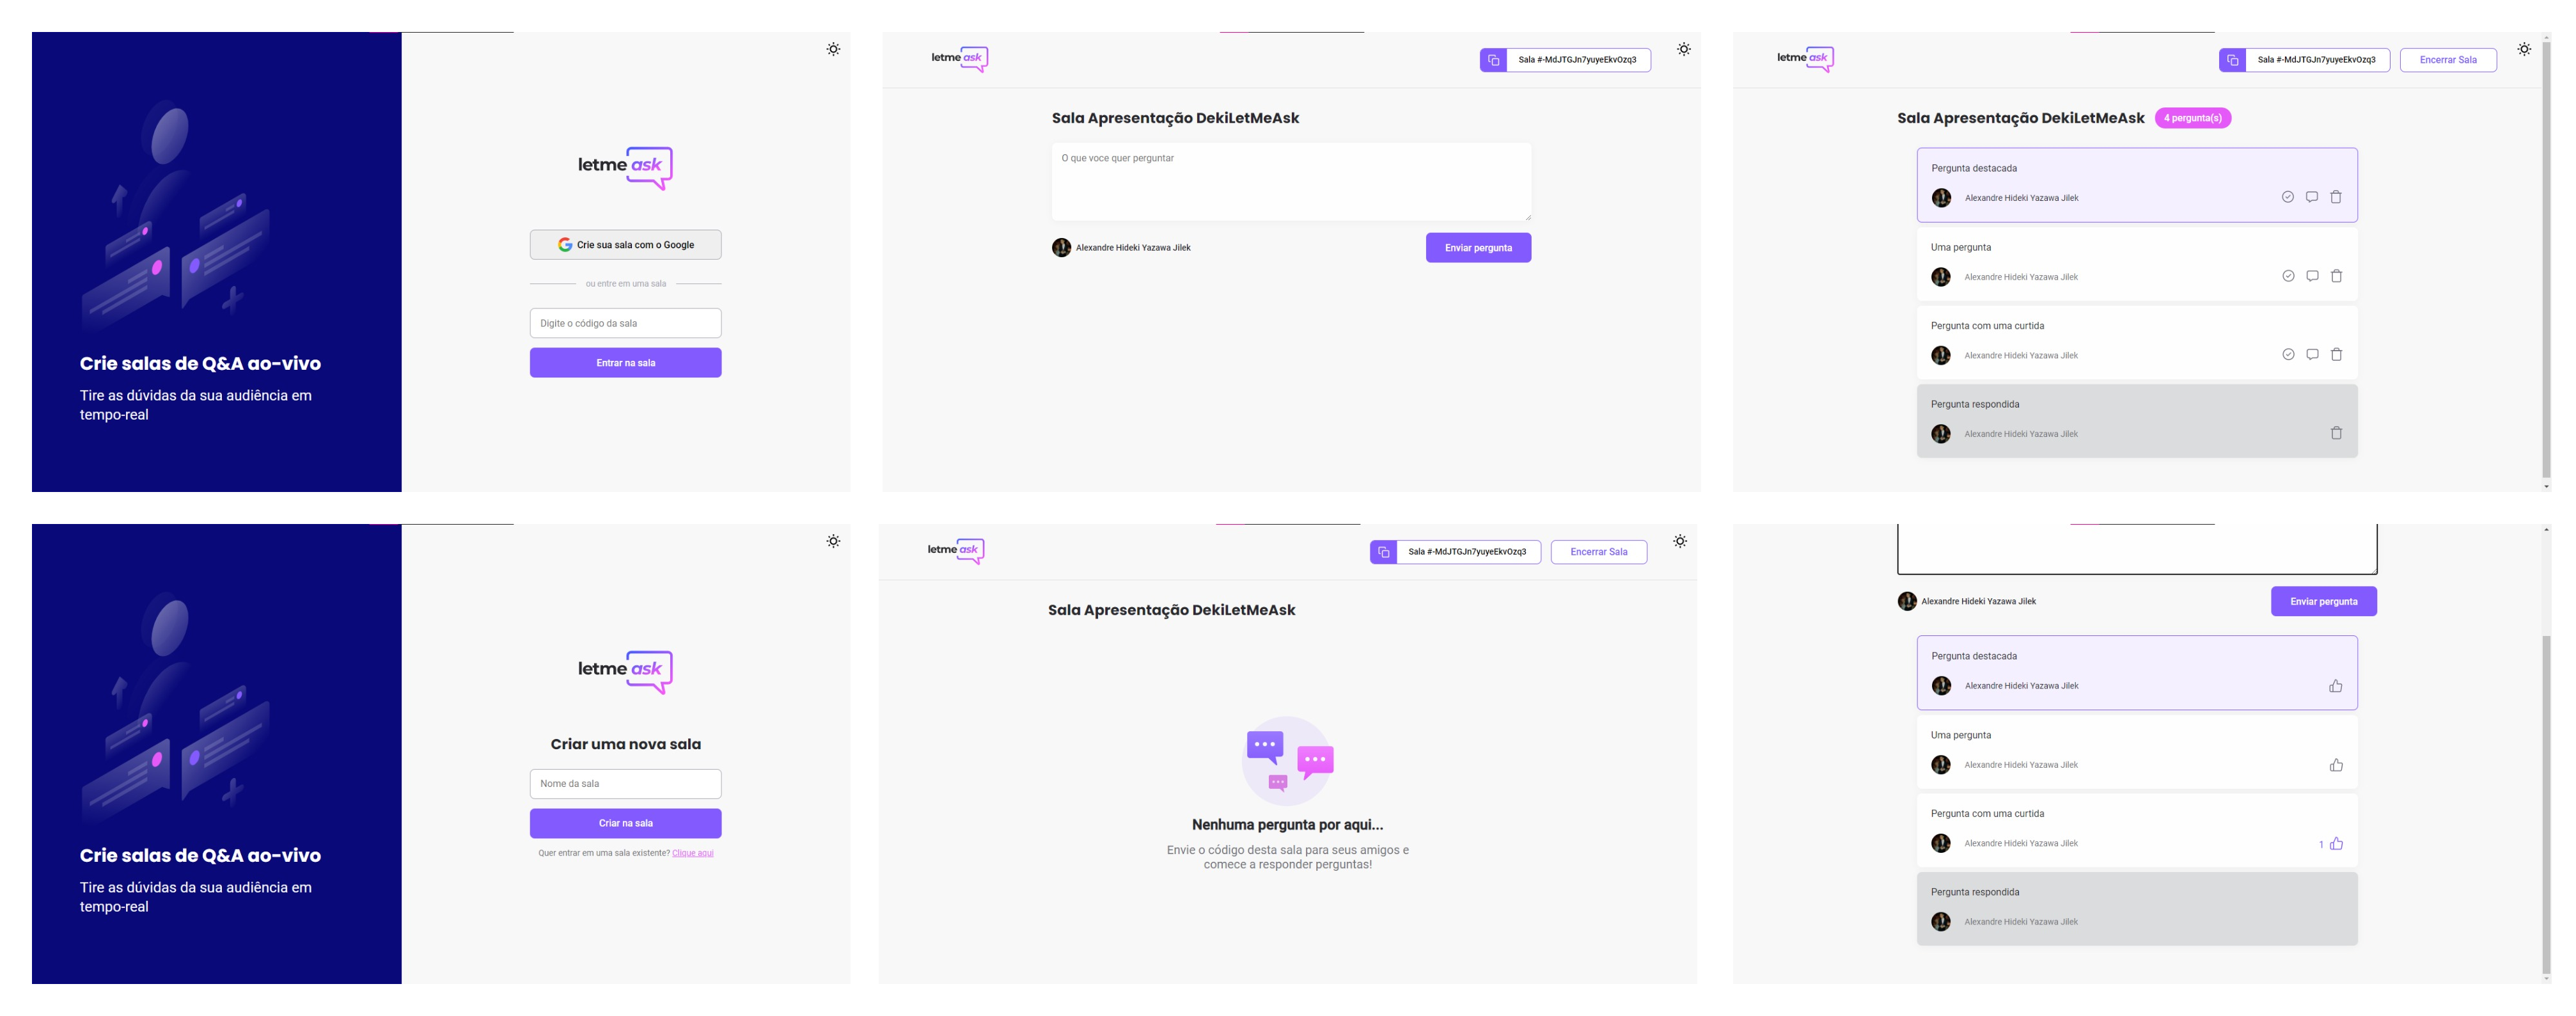 letme ask
Crie sua sala com o Google
ou entre em uma sala
Digite o código da sala
Entrar na sala
Crie salas de Q&A ao-vivo
Tire as dúvidas da sua audiência em
tempo-real
letme ask
Sala #-MdJTGJn7yuyeEkvOzq3
Sala Apresentação DekiLetMeAsk
O que voce quer perguntar
Alexandre Hideki Yazawa Jilek
Enviar pergunta
letme ask
Sala #-MdJTGJn7yuyeEkvOzq3
Encerrar Sala
Sala Apresentação DekiLetMeAsk
4 pergunta(s)
Pergunta destacada
Alexandre Hideki Yazawa Jilek
Uma pergunta
Alexandre Hideki Yazawa Jilek
Pergunta com uma curtida
Alexandre Hideki Yazawa Jilek
Pergunta respondida
Alexandre Hideki Yazawa Jilek
letme ask
Criar uma nova sala
Nome da sala
Criar na sala
Quer entrar em uma sala existente? Clique aqui
Crie salas de Q&A ao-vivo
Tire as dúvidas da sua audiência em
tempo-real
letme ask
Sala #-MdJTGJn7yuyeEkvOzq3
Encerrar Sala
Sala Apresentação DekiLetMeAsk
Nenhuma pergunta por aqui...
Envie o código desta sala para seus amigos e
comece a responder perguntas!
Alexandre Hideki Yazawa Jilek
Enviar pergunta
Pergunta destacada
Alexandre Hideki Yazawa Jilek
Uma pergunta
Alexandre Hideki Yazawa Jilek
Pergunta com uma curtida
Alexandre Hideki Yazawa Jilek
1
Pergunta respondida
Alexandre Hideki Yazawa Jilek